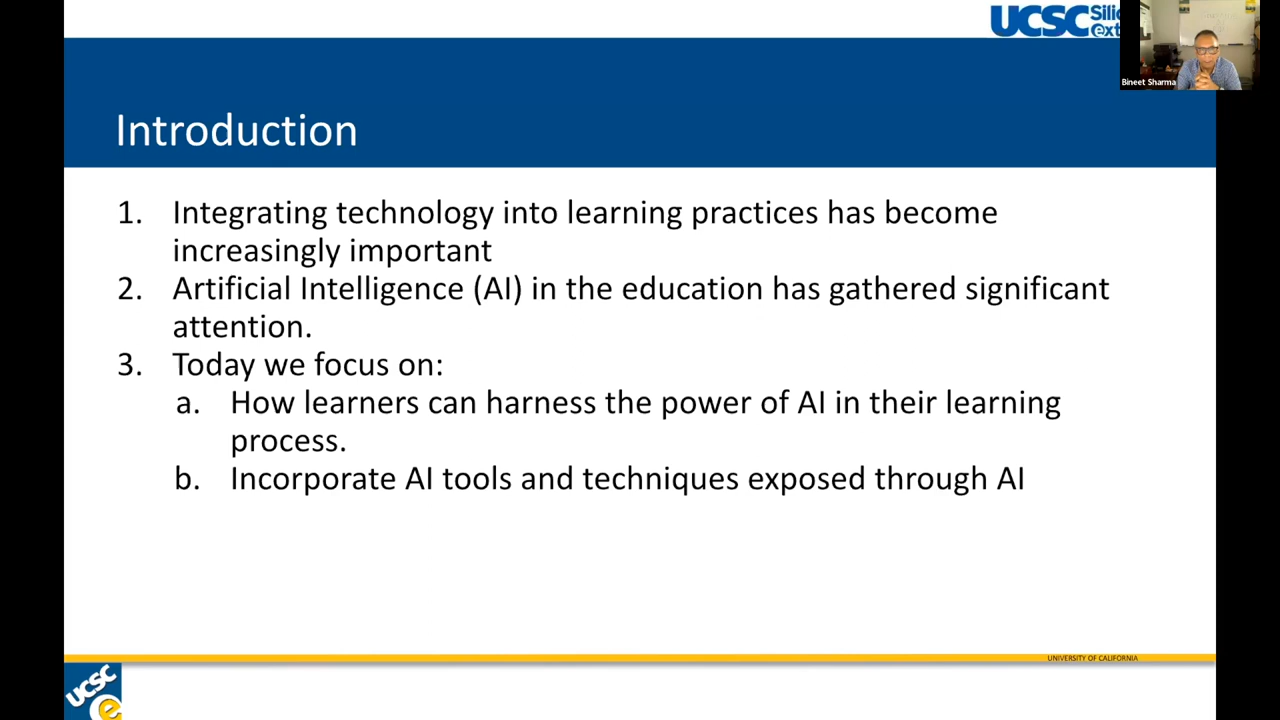 UCSC Sili
ext
Bineet Sharma
Introduction
1. Integrating technology into learning practices has become
increasingly important
2. Artificial Intelligence (AI) in the education has gathered significant
attention.
3. Today we focus on:
a. How learners can harness the power of AI in their learning
process.
b. Incorporate AI tools and techniques exposed through AI
UNIVERSITY OF CALIFORNIA
UCSC
e